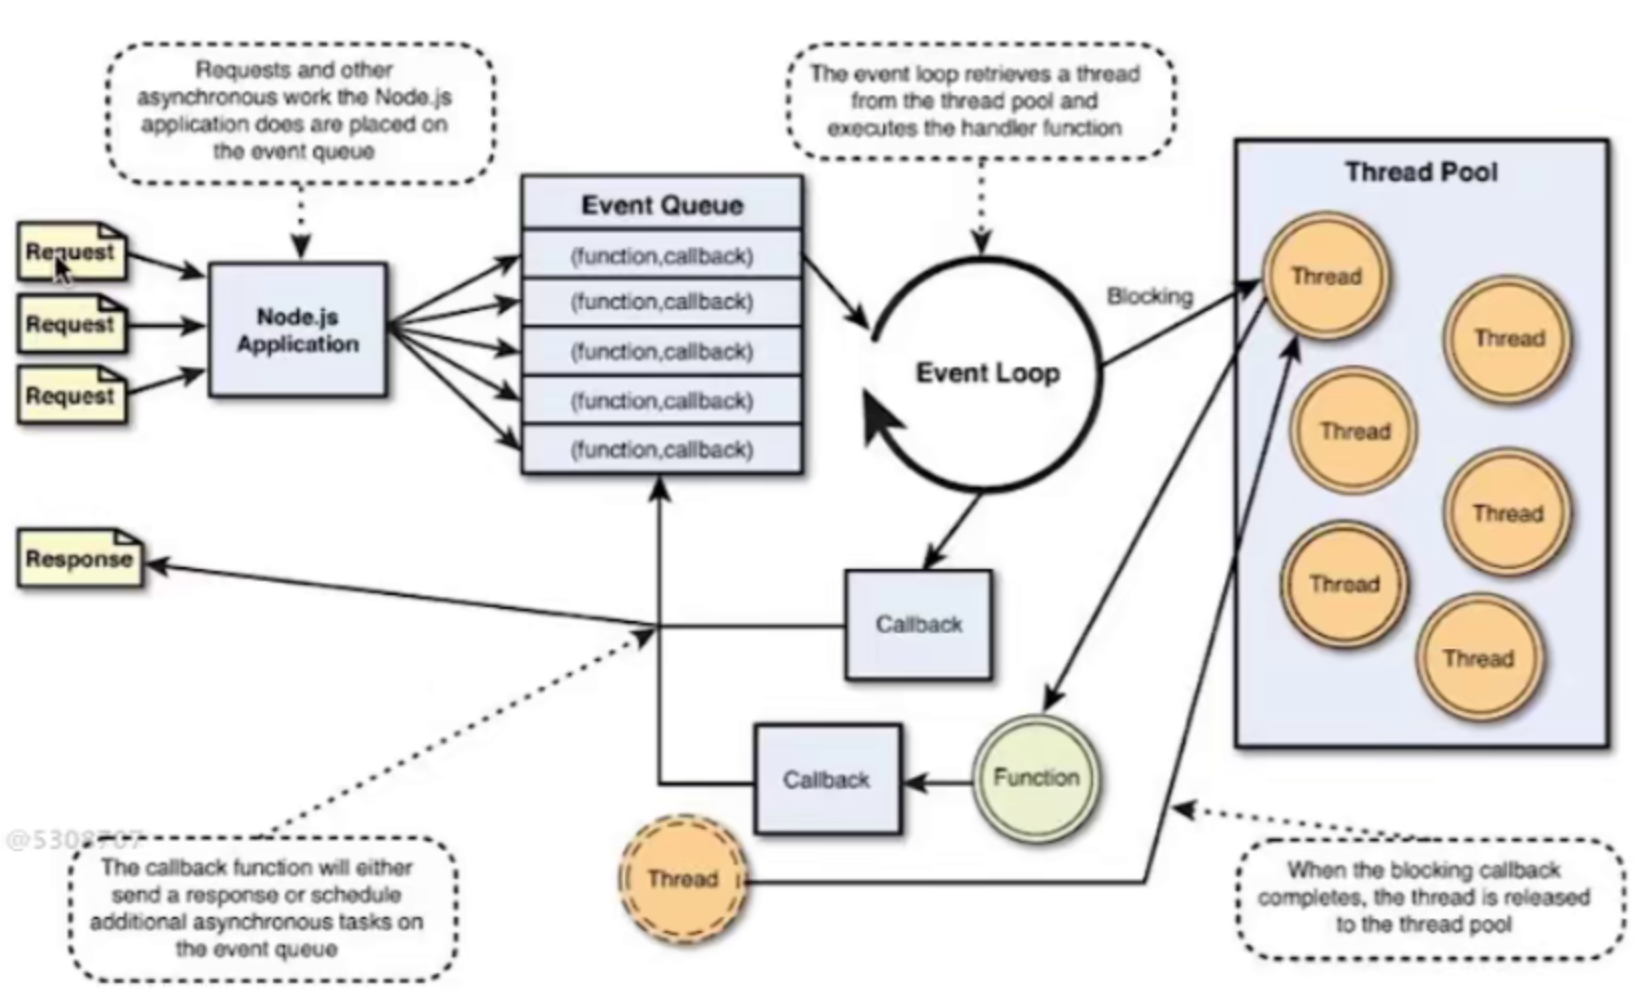 Requests and other
asynchronous work the Node.js
application does are placed on
the event queue
The event loop retrieves a thread
from the thread pool and
executes the handler function
Thread Pool
Event Queue
(function,callback)
(function,callback)
(function,callback)
(function,callback)
(function,callback)
Request
Request
Request
Node.js
Application
Event Loop
Blocking
Thread
Thread
Thread
Thread
Thread
Thread
Response
Callback
Callback
Function
Thread
@5308707
The callback function will either
send a response or schedule
additional asynchronous tasks on
the event queue
When the blocking callback
completes, the thread is released
to the thread pool